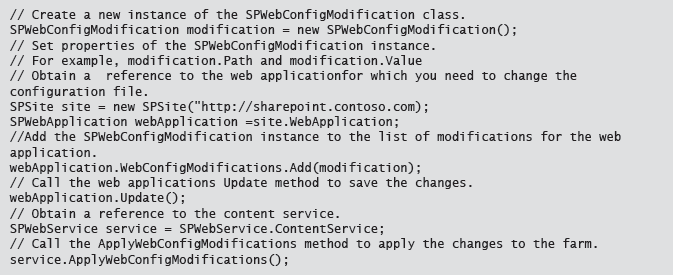 // Create a new instance of the SPWebConfigModification class.
SPWebConfigModification modification = new SPWebConfigModification();
// Set properties of the SPWebConfigModification instance.
// For example, modification.Path and modification.Value
// Obtain a  reference to the web applicationfor which you need to change the
configuration file.
SPSite site = new SPSite("http://sharepoint.contoso.com);
SPWebApplication webApplication =site.WebApplication;
//Add the SPWebConfigModification instance to the list of modifications for the web
application.
webApplication.WebConfigModifications.Add(modification);
// Call the web applications Update method to save the changes.
webApplication.Update();
// Obtain a reference to the content service.
SPWebService service = SPWebService.ContentService;
// Call the ApplyWebConfigModifications method to apply the changes to the farm.
service.ApplyWebConfigModifications();